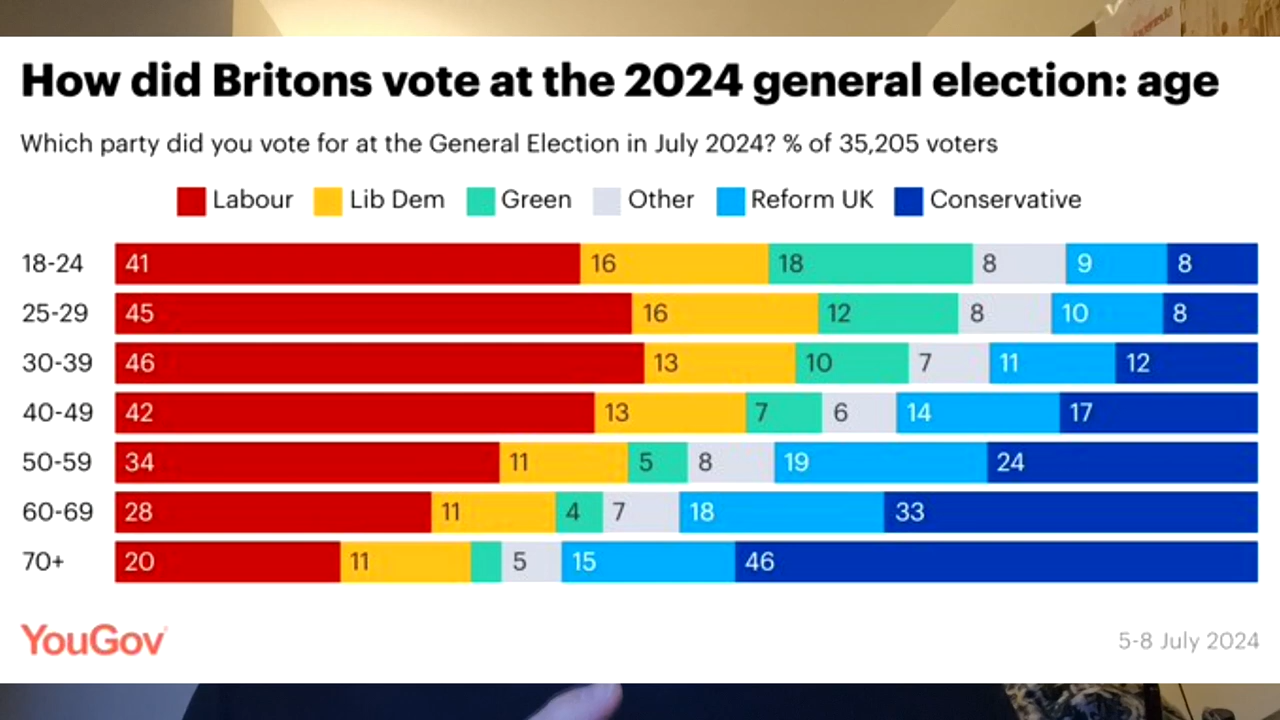 How did Britons vote at the 2024 general election: age
Which party did you vote for at the General Election in July 2024? % of 35,205 voters
Labour Lib Dem Green Other Reform UK Conservative
18-24 41 16 18 8 9 8
25-29 45 16 12 8 10 8
30-39 46 13 10 7 11 12
40-49 42 13 7 6 14 17
50-59 34 11 5 8 19 24
60-69 28 11 4 7 18 33
70+ 20 11 5 15 46
YouGov 5-8 July 2024